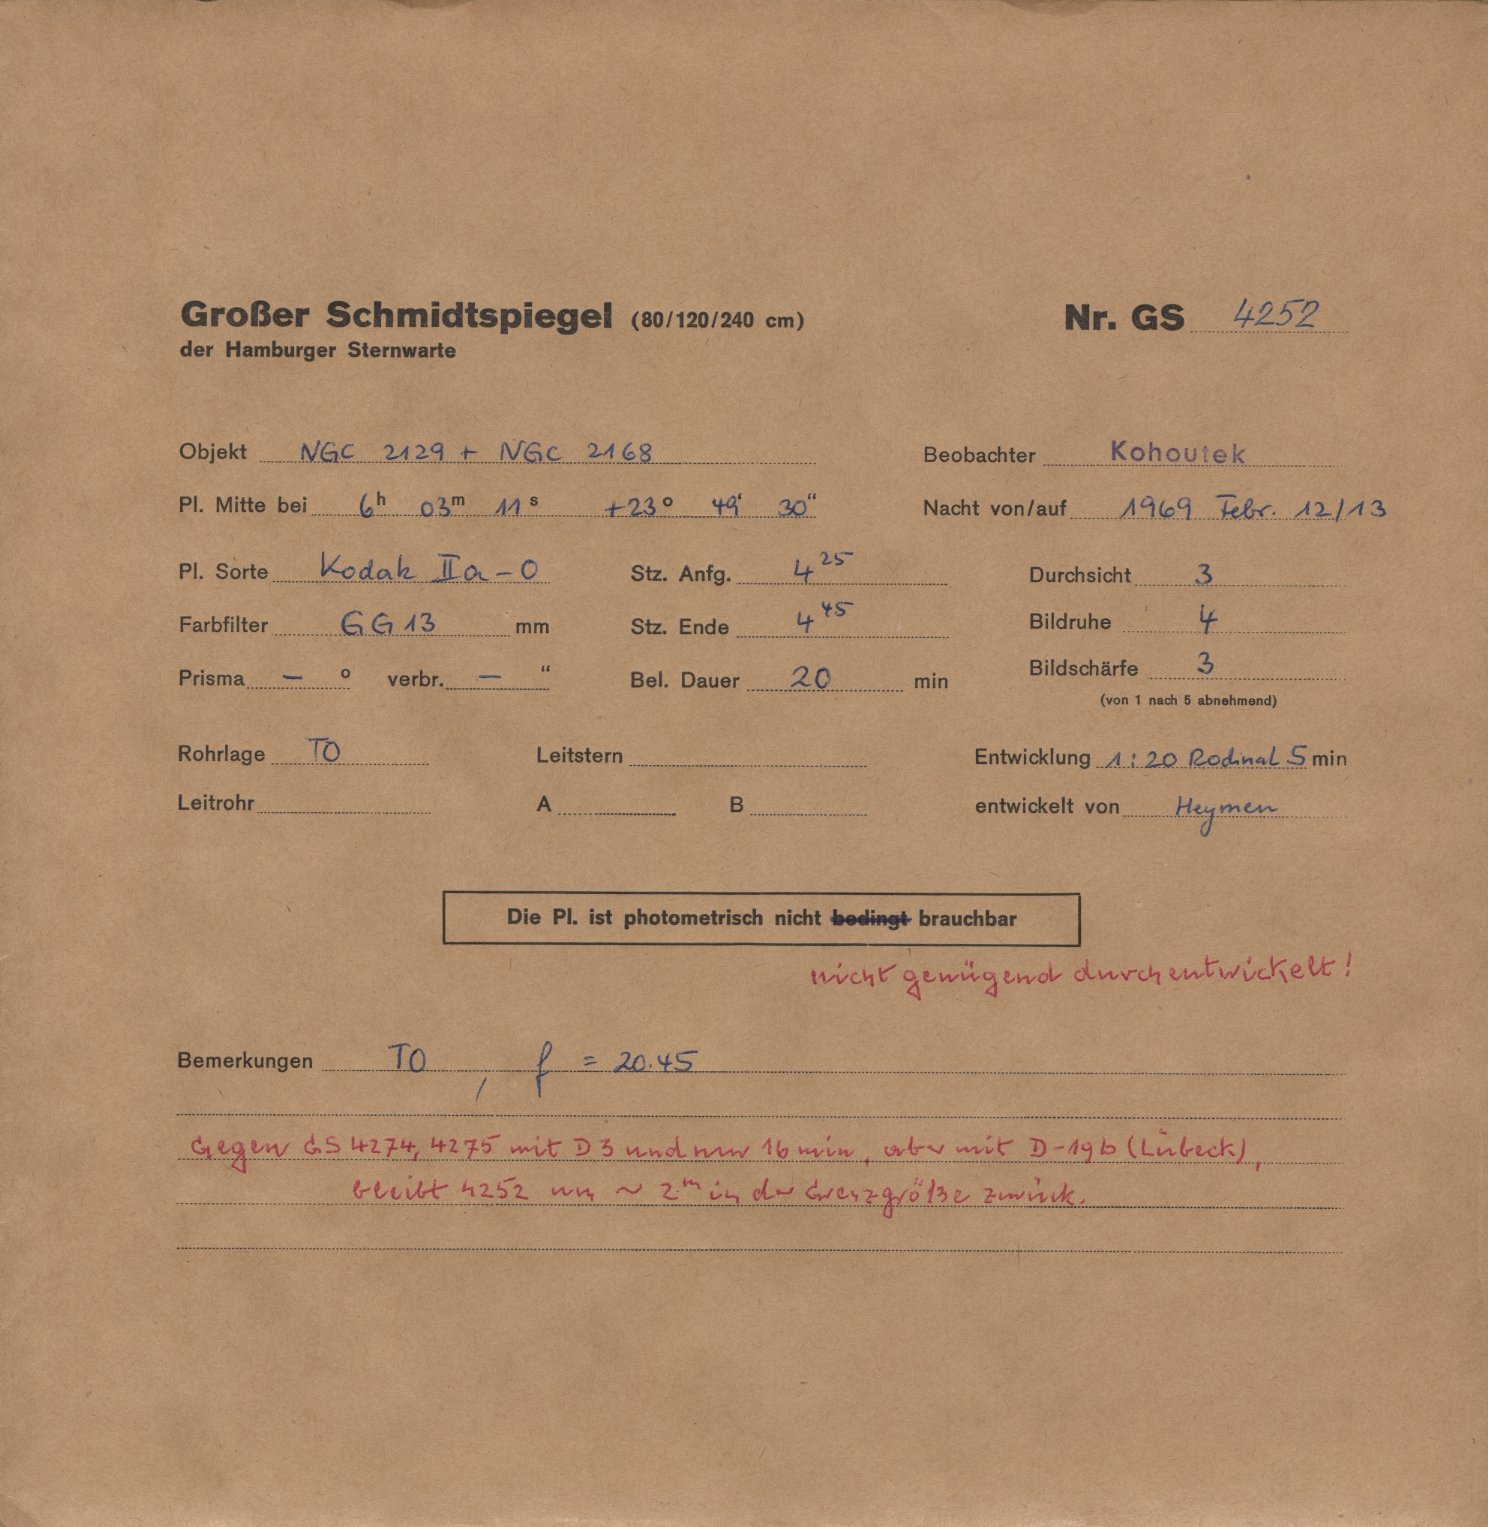 Großer Schmidtspiegel (80/120/240 cm) Nr. GS 4252
der Hamburger Sternwarte
Objekt NGC 2129 + NGC 2168 Beobachter Kohoutek
Pl. Mitte bei 6h 03m 11s +23° 49' 30" Nacht von/auf 1969 Febr. 12/13
Pl. Sorte Kodak IIa-O Stz. Anfg. 4 25 Durchsicht 3
Farbfilter GG 13 mm Stz. Ende 4 45 Bildruhe 4
Prisma — ° verbr. — " Bel. Dauer 20 min Bildschärfe 3
(von 1 nach 5 abnehmend)
Rohrlage TO Leitstern Entwicklung 1:20 Rodinal 5 min
Leitrohr A B entwickelt von Heymen
Die Pl. ist photometrisch nicht bedingt brauchbar
nicht genügend durchentwickelt!
Bemerkungen TO, f = 20.45
Gegen GS 4274, 4275 mit D3 und nur 16 min, aber mit D-19b (Lübeck),
bleibt 4252 um ~ 2m in der Grenzgröße zurück.